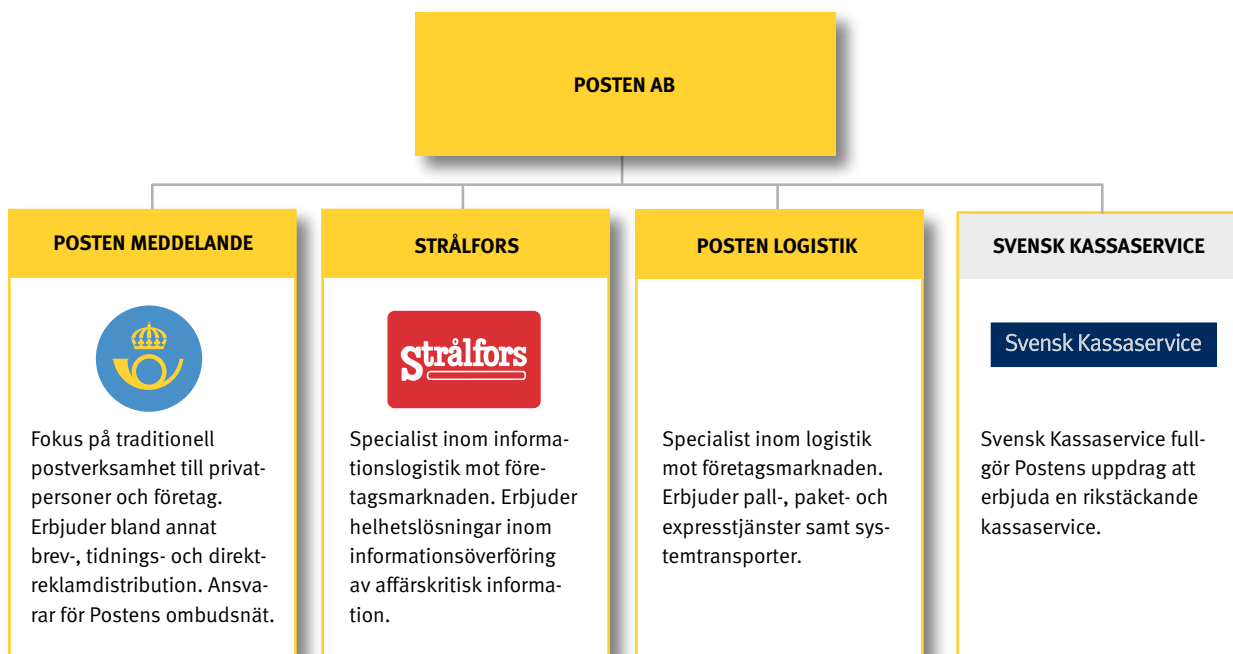 POSTEN AB
POSTEN MEDDELANDE
Fokus på traditionell
postverksamhet till privat-
personer och företag.
Erbjuder bland annat
brev-, tidnings- och direkt-
reklamdistribution. Ansva-
rar för Postens ombudsnät.
STRÅLFORS
Strålfors
Specialist inom informa-
tionslogistik mot före-
tagsmarknaden. Erbjuder
helhetslösningar inom
informationsöverföring
av affärskritisk informa-
tion.
POSTEN LOGISTIK
Specialist inom logistik
mot företagsmarknaden.
Erbjuder pall-, paket- och
expresstjänster samt sys-
temtransporter.
SVENSK KASSASERVICE
Svensk Kassaservice
Svensk Kassaservice full-
gör Postens uppdrag att
erbjuda en rikstäckande
kassaservice.